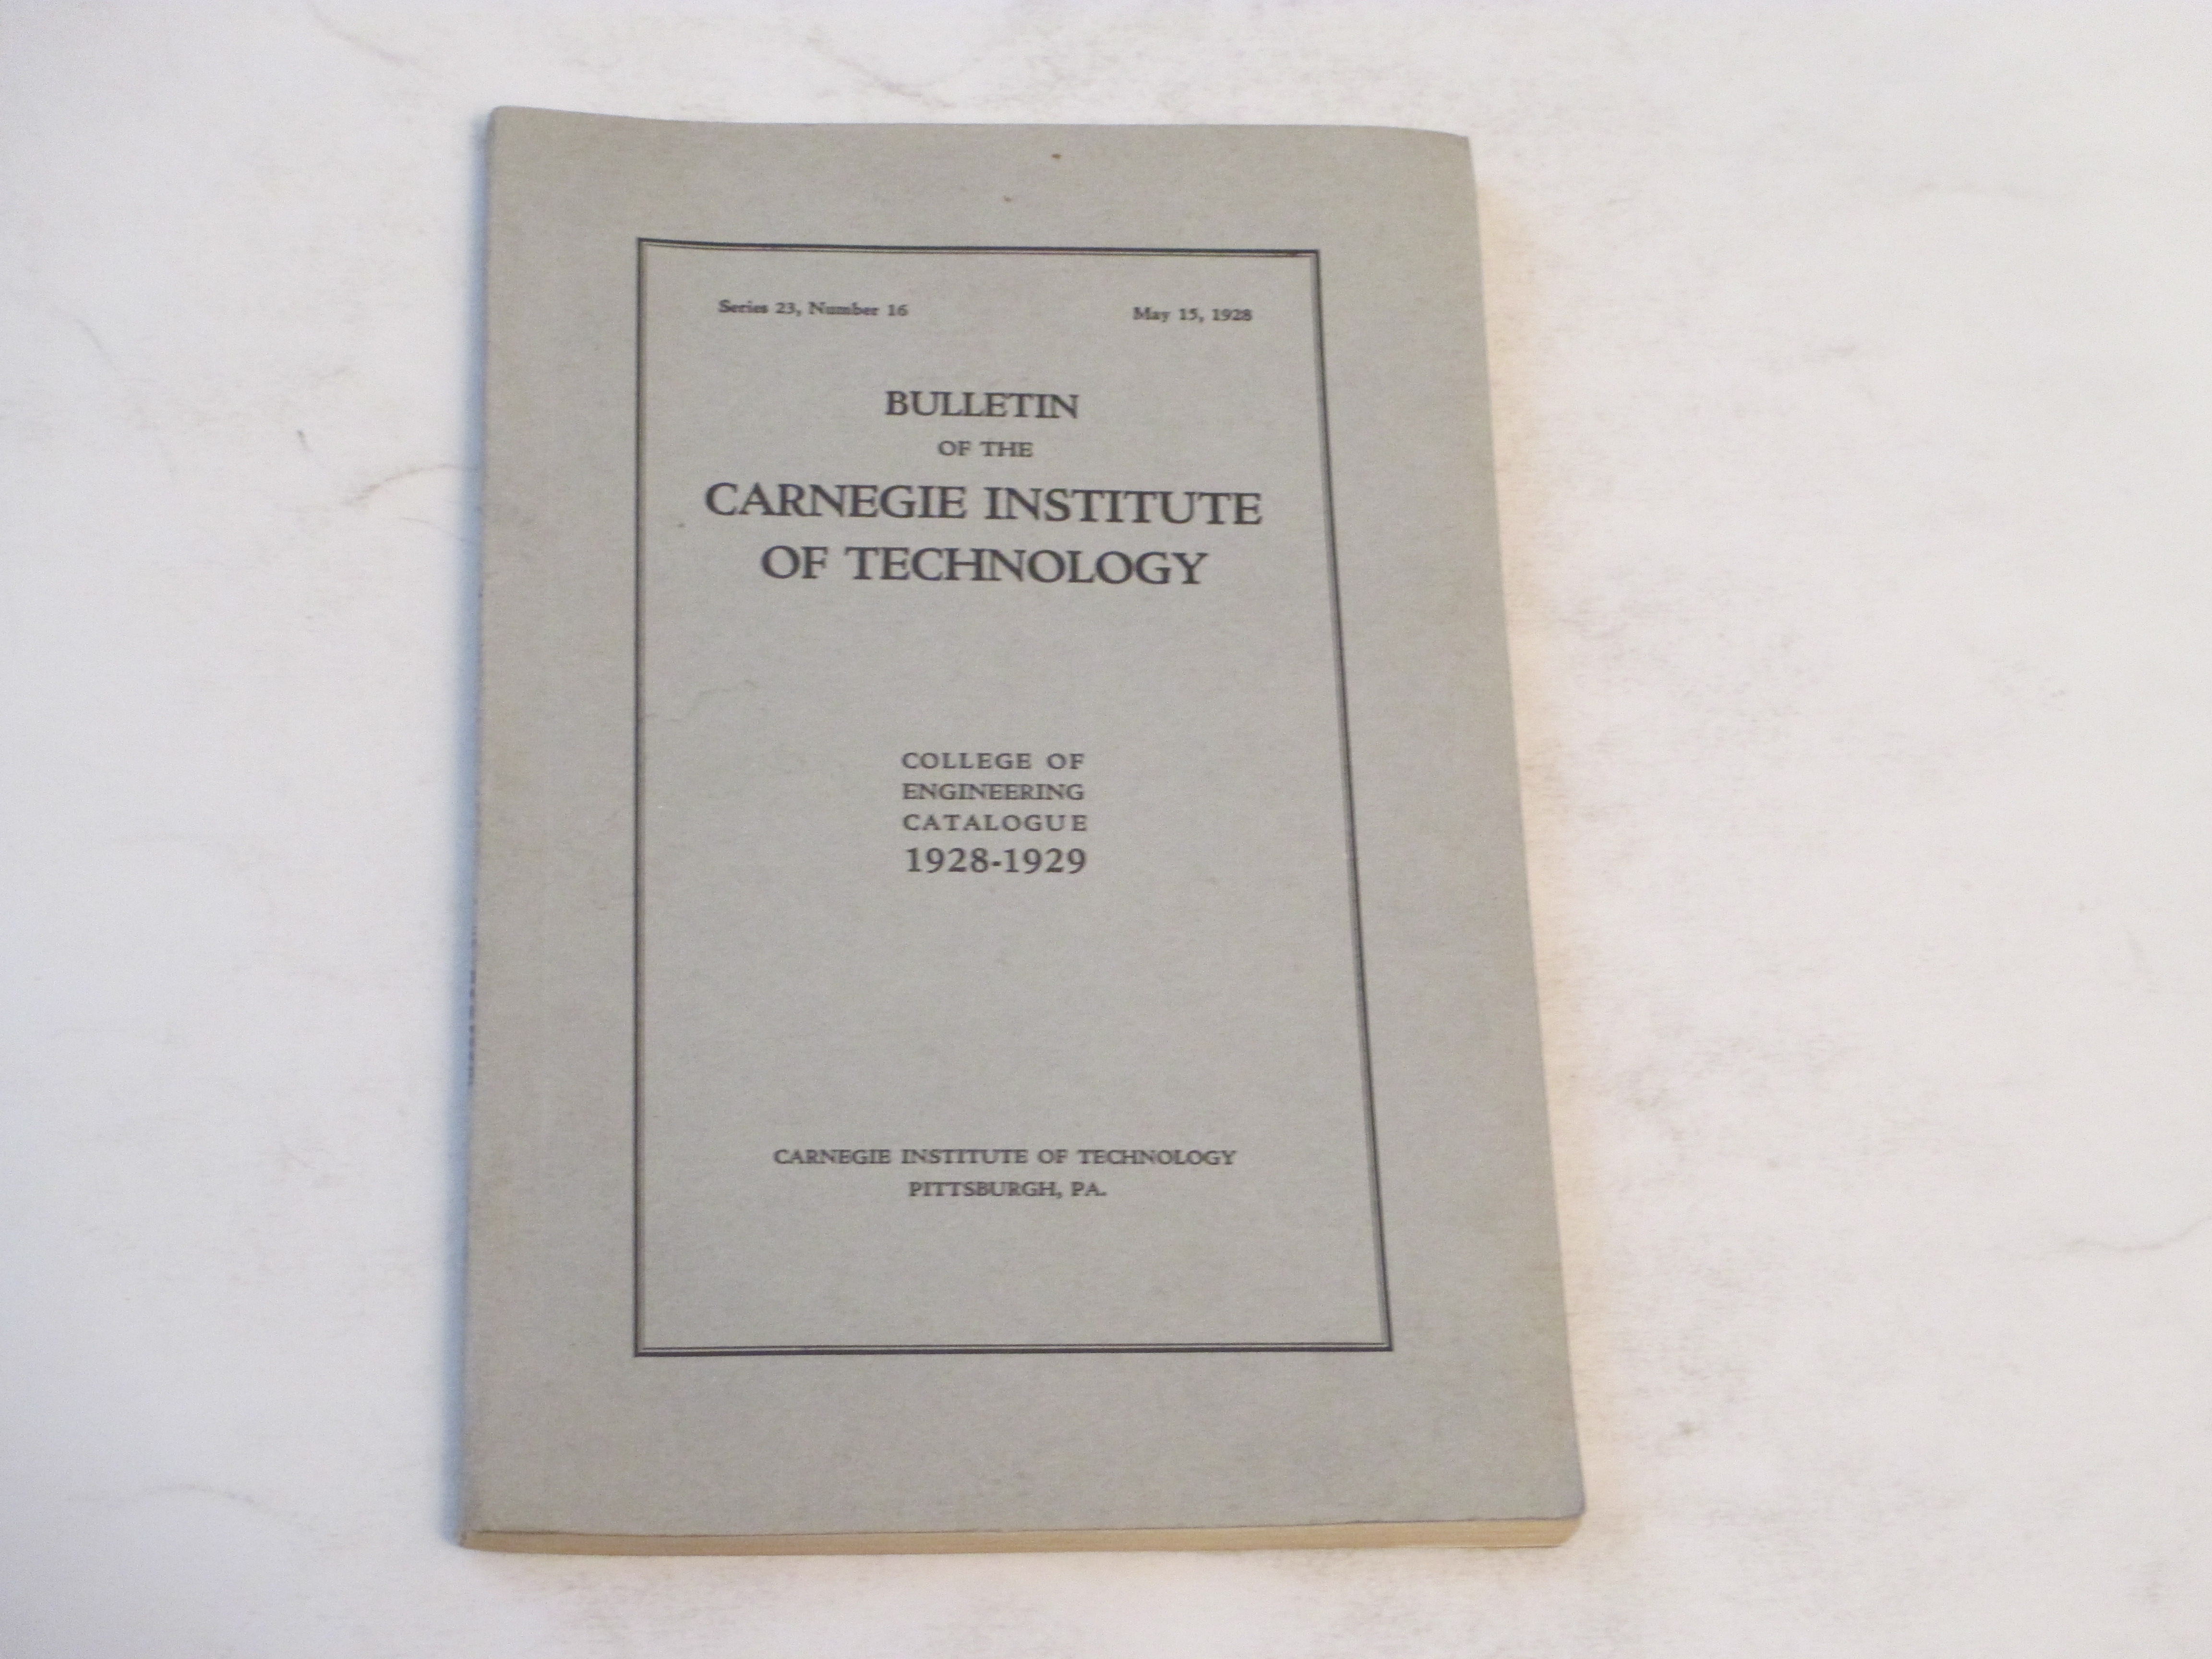 Series 23, Number 16 May 15, 1928
BULLETIN
OF THE
CARNEGIE INSTITUTE
OF TECHNOLOGY
COLLEGE OF
ENGINEERING
CATALOGUE
1928-1929
CARNEGIE INSTITUTE OF TECHNOLOGY
PITTSBURGH, PA.